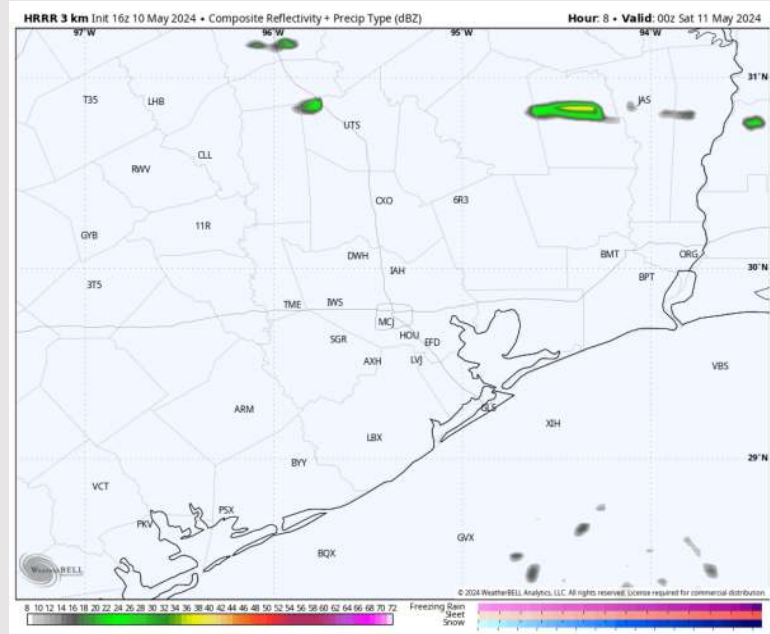 HRRR 3 km Init 16z 10 May 2024 • Composite Reflectivity + Precip Type (dBZ) Hour: 8 • Valid: 00z Sat 11 May 2024
97°W 96°W 95°W 94°W
31°N
T35 LHB JAS
UTS
CLL
RWV
CXO 6R3
11R
GYB
DWH BMT ORG
IAH 30°N
3T5 BPT
TME IWS
MCJ
SGR HOU EFD
AXH LVJ VBS
ARM GLS
XIH
LBX
BYY 29°N
VCT
PSX
PKV
GVX
BQX
WeatherBELL
© 2024 WeatherBELL Analytics, LLC. All rights reserved. License required for commercial distribution.
8 10 12 14 16 18 20 22 24 26 28 30 32 34 36 38 40 42 44 46 48 50 52 54 56 58 60 62 64 66 68 70 72
Freezing Rain
Sleet
Snow